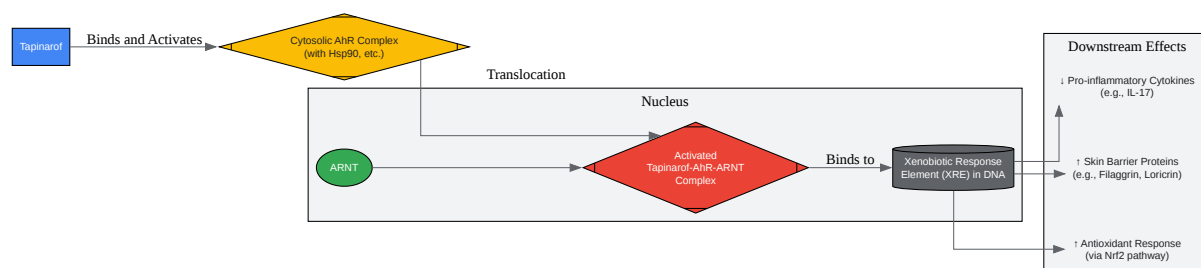 Tapinarof
Binds and Activates
Cytosolic AhR Complex
(with Hsp90, etc.)
Translocation
Nucleus
ARNT
Activated
Tapinarof-AhR-ARNT
Complex
Binds to
Xenobiotic Response
Element (XRE) in DNA
Downstream Effects
↓ Pro-inflammatory Cytokines
(e.g., IL-17)
↑ Skin Barrier Proteins
(e.g., Filaggrin, Loricrin)
↑ Antioxidant Response
(via Nrf2 pathway)